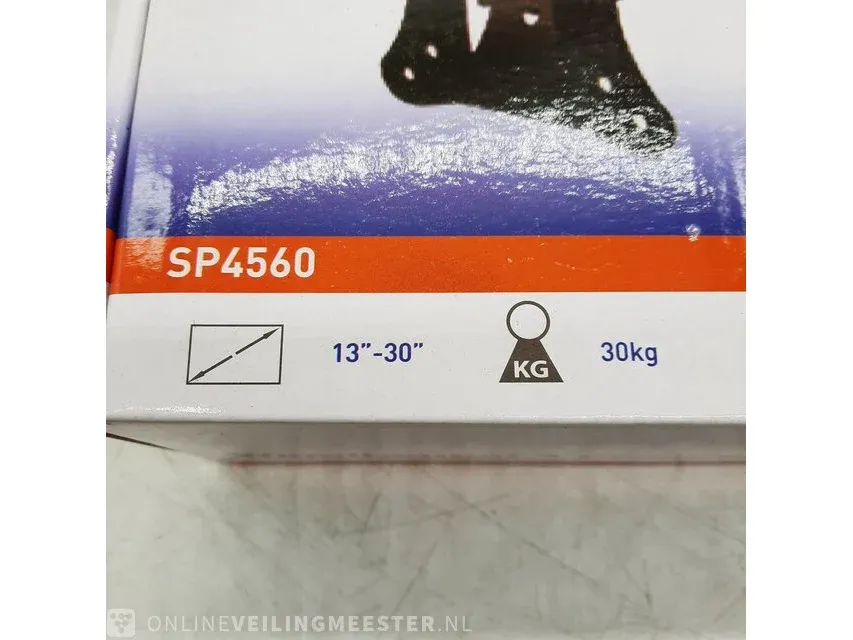 SP4560
13”-30”
KG
30kg
ONLINEVEILINGMEESTER.NL